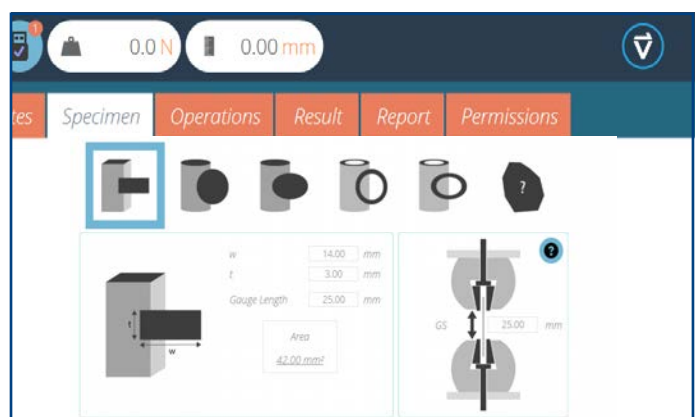 1
0.0 N
0.00 mm
tes
Specimen
Operations
Result
Report
Permissions
?
w 14.00 mm
t 3.00 mm
Gauge Length 25.00 mm
Area
42.00 mm²
t
w
?
GS 25.00 mm